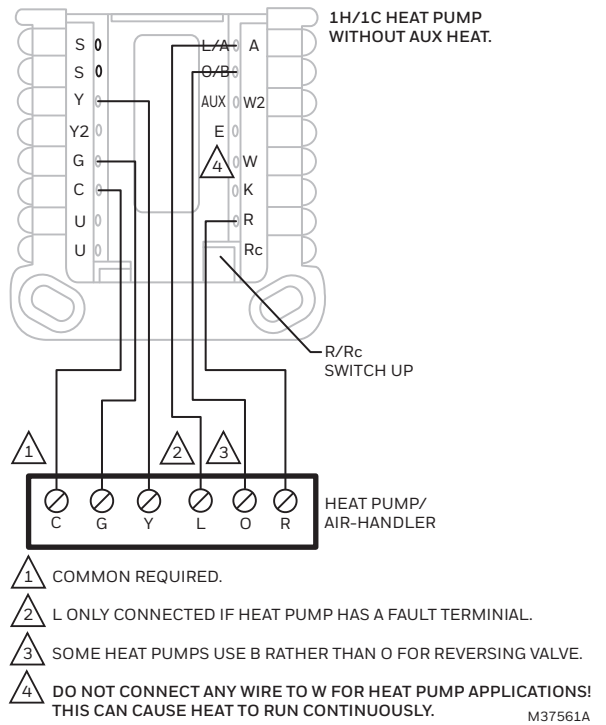 1H/1C HEAT PUMP
WITHOUT AUX HEAT.
S L/A A
S O/B
Y AUX W2
Y2 E
G 4 W
C K
U R
U Rc
R/Rc
SWITCH UP
1 2 3
HEAT PUMP/
AIR-HANDLER
C G Y L O R
1 COMMON REQUIRED.
2 L ONLY CONNECTED IF HEAT PUMP HAS A FAULT TERMINIAL.
3 SOME HEAT PUMPS USE B RATHER THAN O FOR REVERSING VALVE.
4 DO NOT CONNECT ANY WIRE TO W FOR HEAT PUMP APPLICATIONS!
THIS CAN CAUSE HEAT TO RUN CONTINUOUSLY.
M37561A